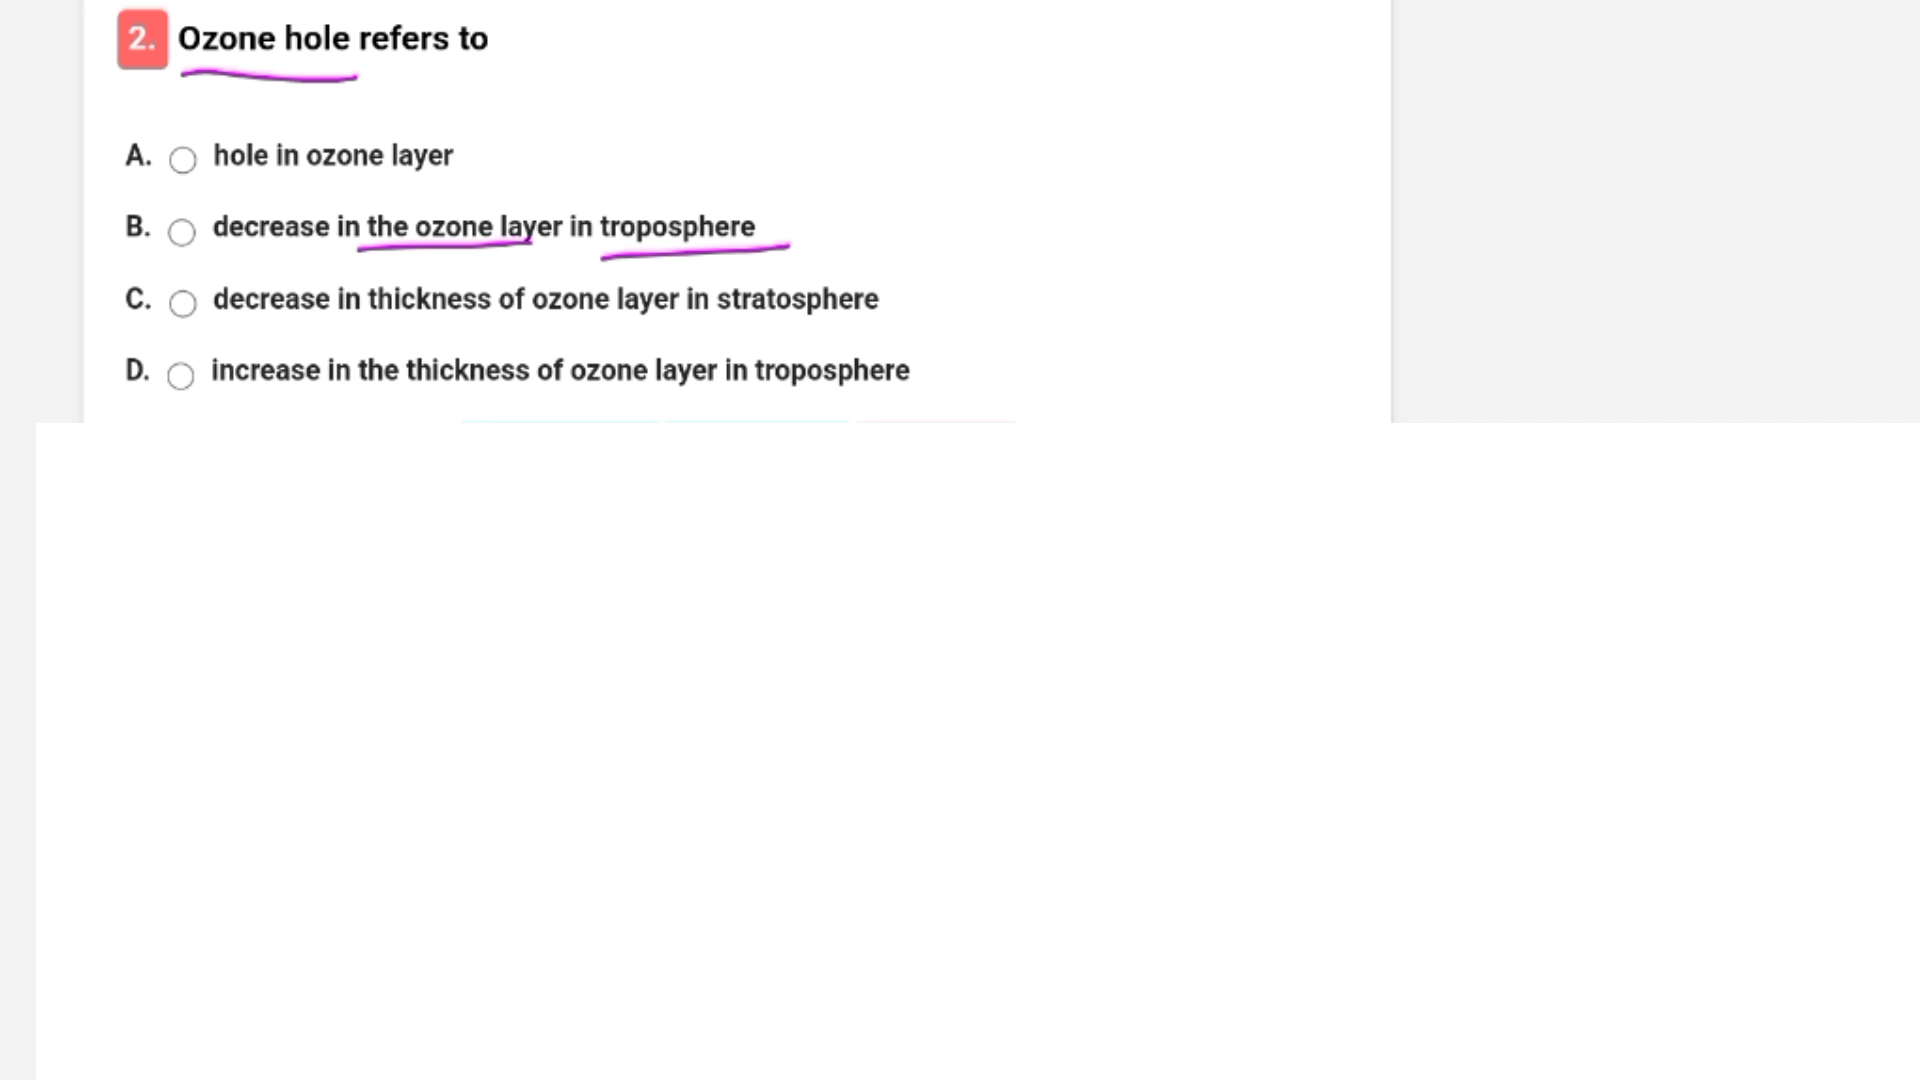 2. Ozone hole refers to
A. hole in ozone layer
B. decrease in the ozone layer in troposphere
C. decrease in thickness of ozone layer in stratosphere
D. increase in the thickness of ozone layer in troposphere